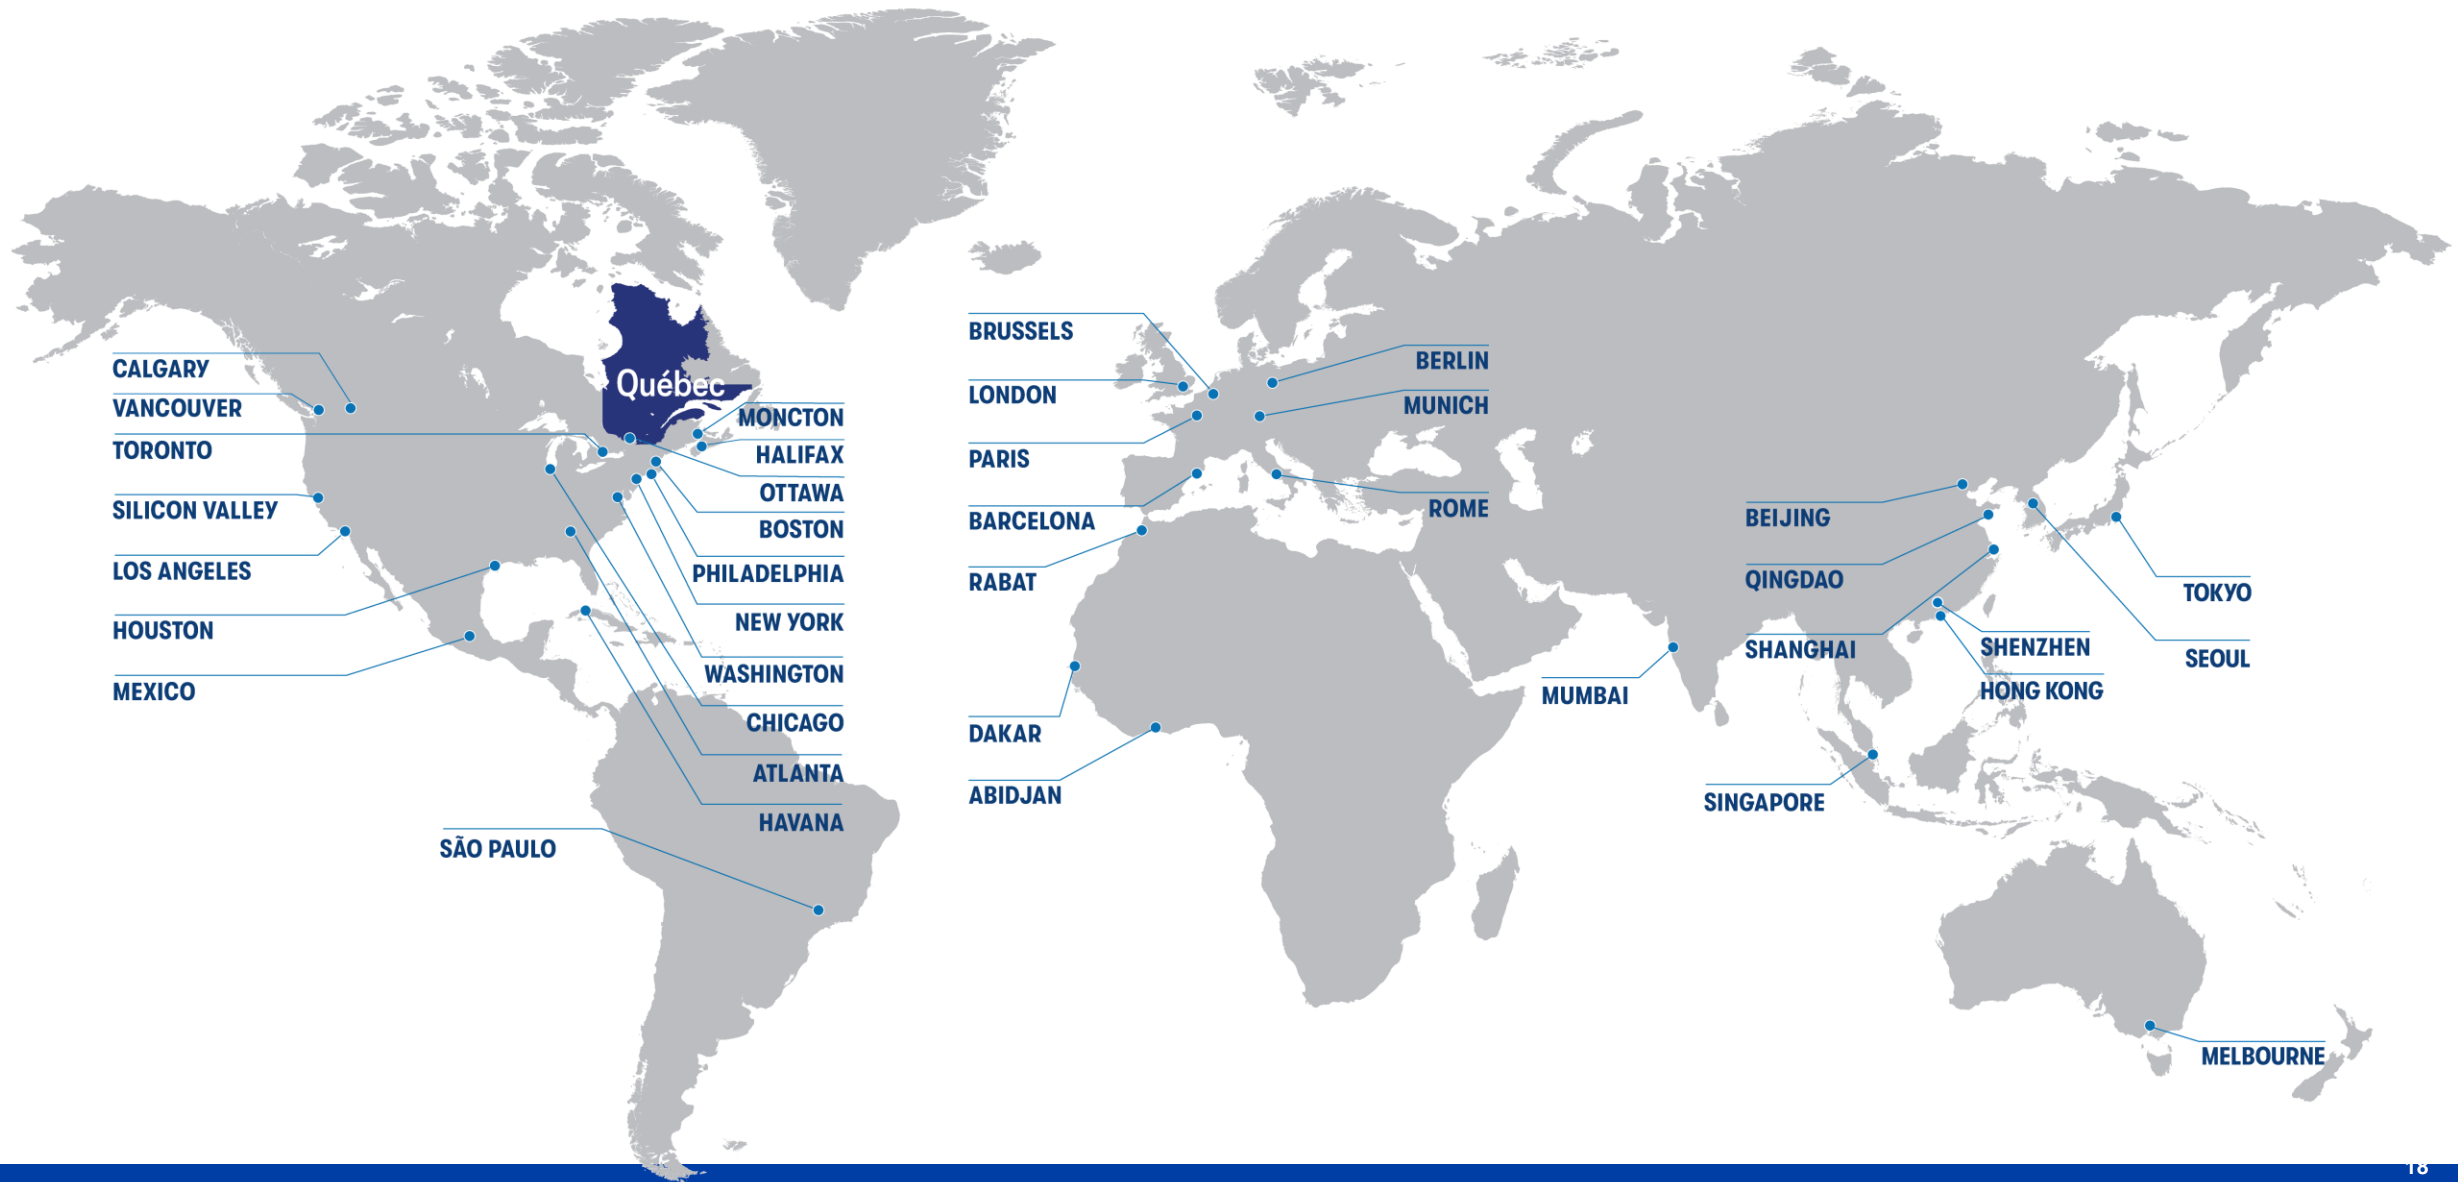 Québec
CALGARY
VANCOUVER
TORONTO
SILICON VALLEY
LOS ANGELES
HOUSTON
MEXICO
SÃO PAULO
MONCTON
HALIFAX
OTTAWA
BOSTON
PHILADELPHIA
NEW YORK
WASHINGTON
CHICAGO
ATLANTA
HAVANA
BRUSSELS
LONDON
PARIS
BARCELONA
RABAT
DAKAR
ABIDJAN
BERLIN
MUNICH
ROME
MUMBAI
BEIJING
QINGDAO
SHANGHAI
SINGAPORE
SHENZHEN
HONG KONG
TOKYO
SEOUL
MELBOURNE
18